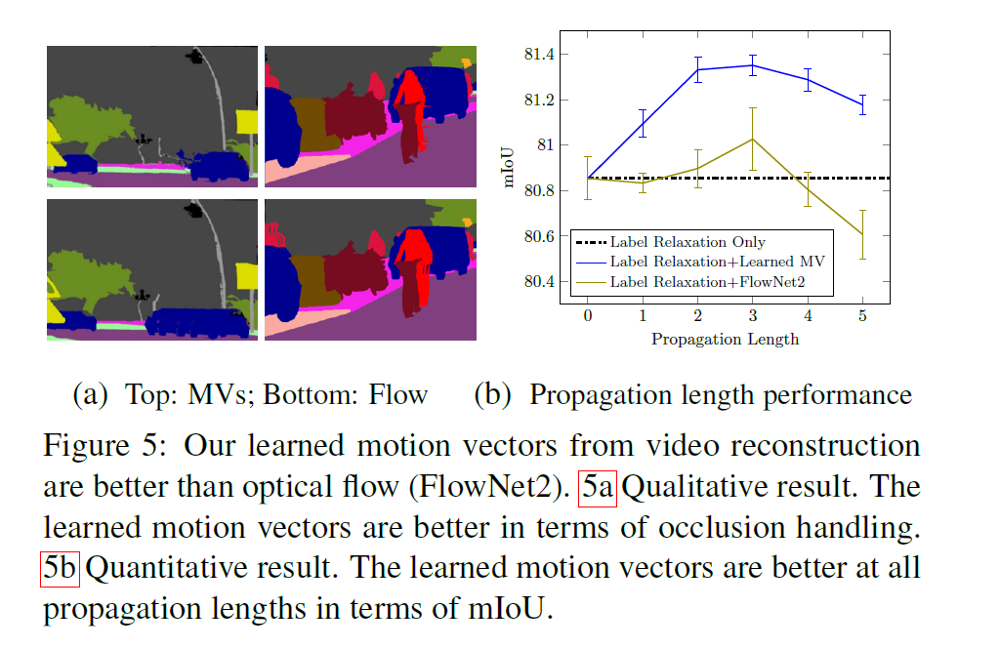 81.4
81.2
81
80.8
80.6
80.4
mIoU
Label Relaxation Only
Label Relaxation+Learned MV
Label Relaxation+FlowNet2
0 1 2 3 4 5
Propagation Length
(a) Top: MVs; Bottom: Flow
(b) Propagation length performance
Figure 5: Our learned motion vectors from video reconstruction
are better than optical flow (FlowNet2). 5a Qualitative result. The
learned motion vectors are better in terms of occlusion handling.
5b Quantitative result. The learned motion vectors are better at all
propagation lengths in terms of mIoU.